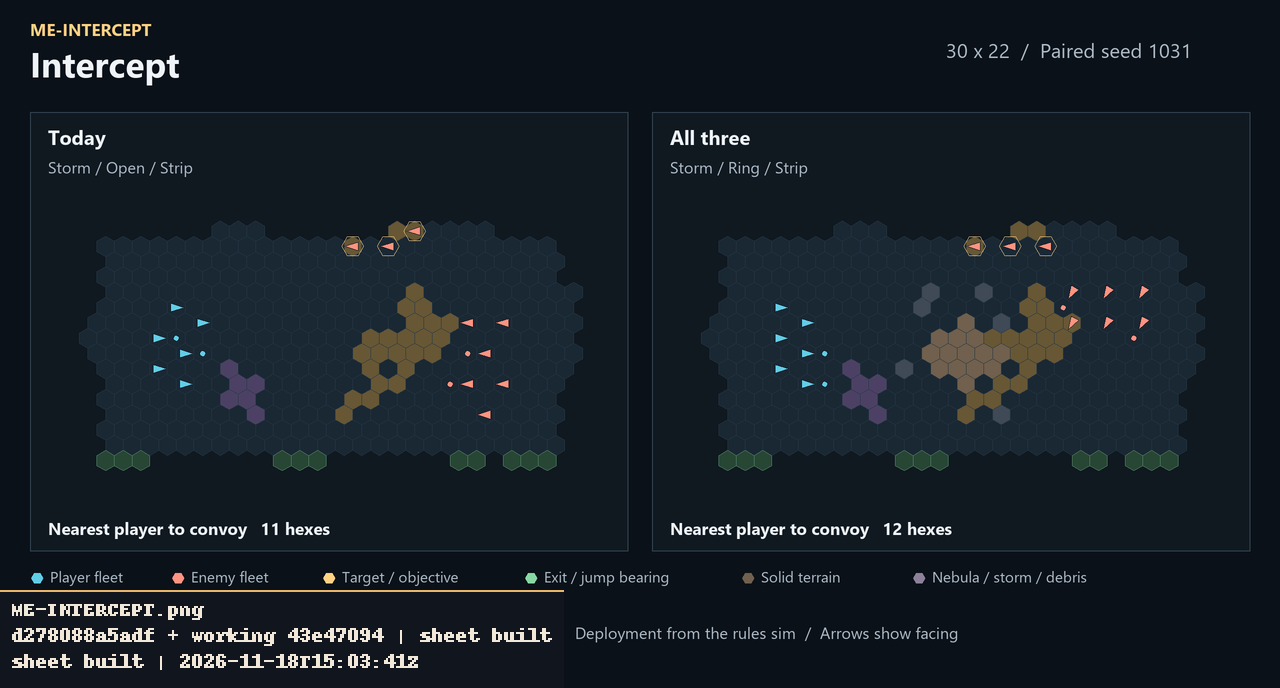 ME-INTERCEPT
Intercept
30 x 22 / Paired seed 1031
Today
Storm / Open / Strip
Nearest player to convoy 11 hexes
All three
Storm / Ring / Strip
Nearest player to convoy 12 hexes
Player fleet
Enemy fleet
Target / objective
Exit / jump bearing
Solid terrain
Nebula / storm / debris
ME-INTERCEPT.png
d278088a5adf + working 43e47094 | sheet built
sheet built | 2026-11-18T15:03:41Z
Deployment from the rules sim / Arrows show facing